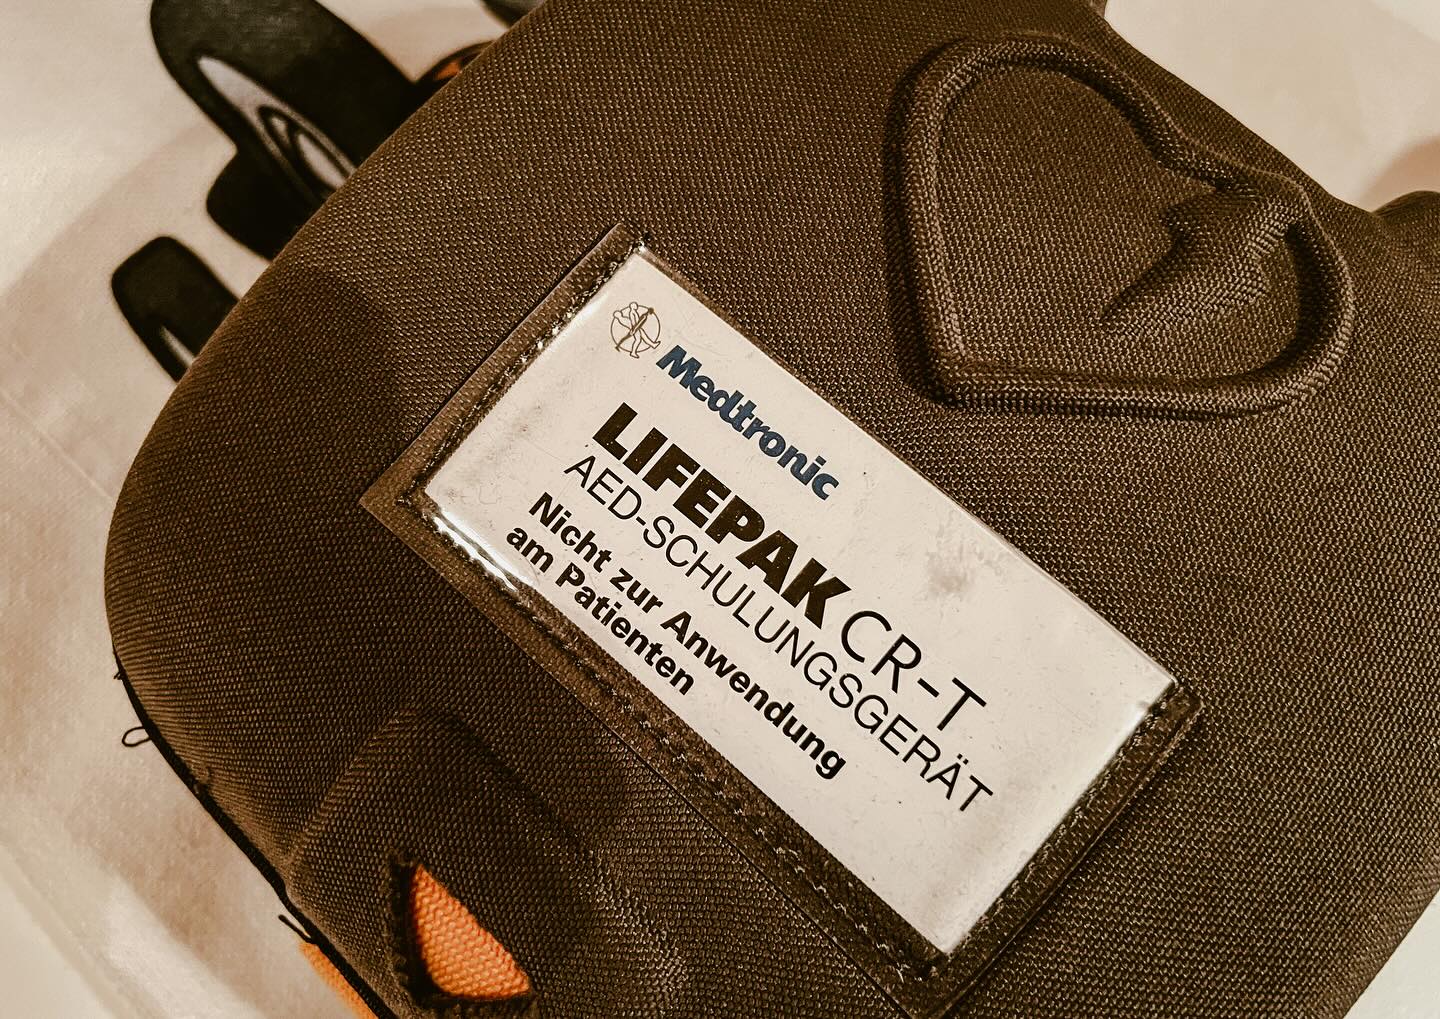 Medtronic
LIFEPAK CR-T
AED-SCHULUNGSGERÄT
Nicht zur Anwendung
am Patienten